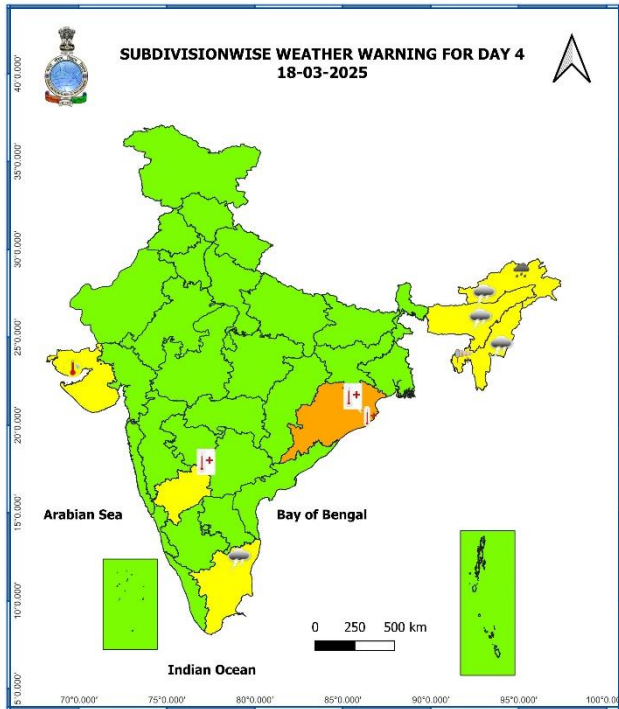 SUBDIVISIONWISE WEATHER WARNING FOR DAY 4
18-03-2025
40°0.000'
35°0.000'
30°0.000'
25°0.000'
20°0.000'
15°0.000'
10°0.000'
5°0.000'
Arabian Sea
Bay of Bengal
0 250 500 km
Indian Ocean
70°0.000' 75°0.000' 80°0.000' 85°0.000' 90°0.000' 95°0.000' 100°0.0